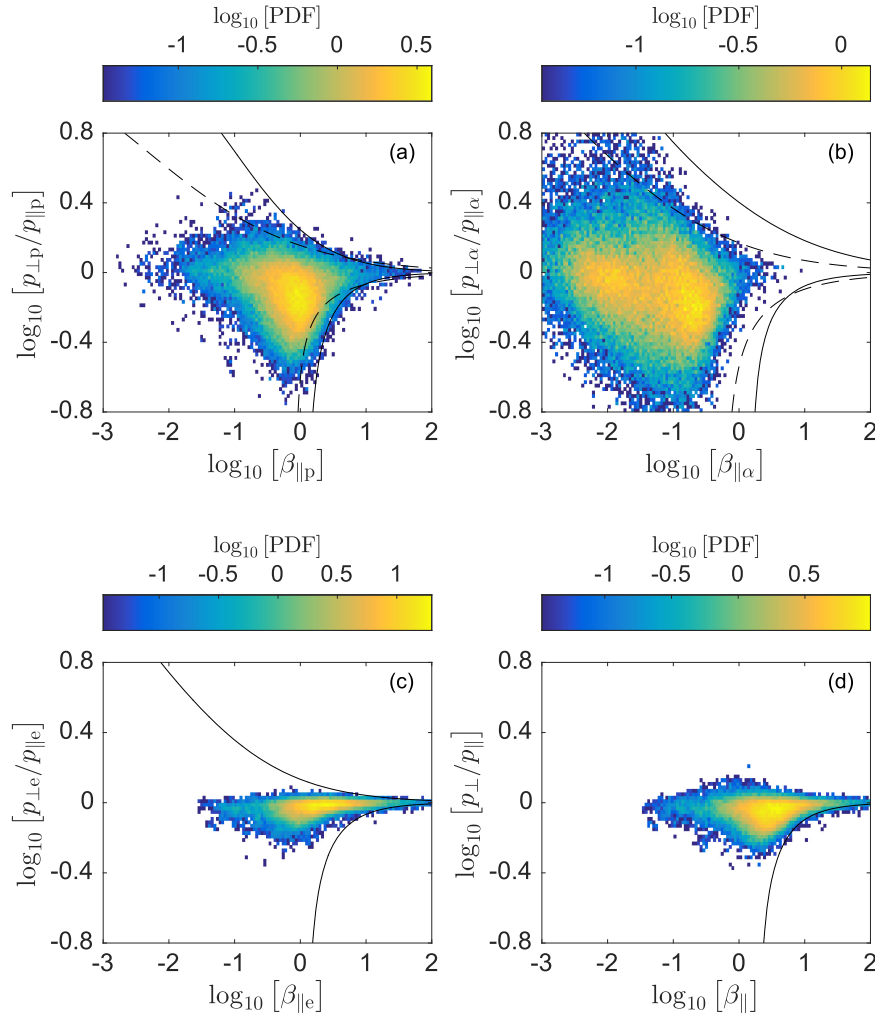 log₁₀ [PDF]
-1 -0.5 0 0.5
log₁₀ [PDF]
-1 -0.5 0
(a)
0.8
0.4
0
-0.4
-0.8
log₁₀ [p⊥p/p∥p]
-3 -2 -1 0 1 2
log₁₀ [β∥p]
(b)
0.8
0.4
0
-0.4
-0.8
log₁₀ [p⊥α/p∥α]
-3 -2 -1 0 1 2
log₁₀ [β∥α]
log₁₀ [PDF]
-1 -0.5 0 0.5 1
log₁₀ [PDF]
-1 -0.5 0 0.5
(c)
0.8
0.4
0
-0.4
-0.8
log₁₀ [p⊥e/p∥e]
-3 -2 -1 0 1 2
log₁₀ [β∥e]
(d)
0.8
0.4
0
-0.4
-0.8
log₁₀ [p⊥/p∥]
-3 -2 -1 0 1 2
log₁₀ [β∥]